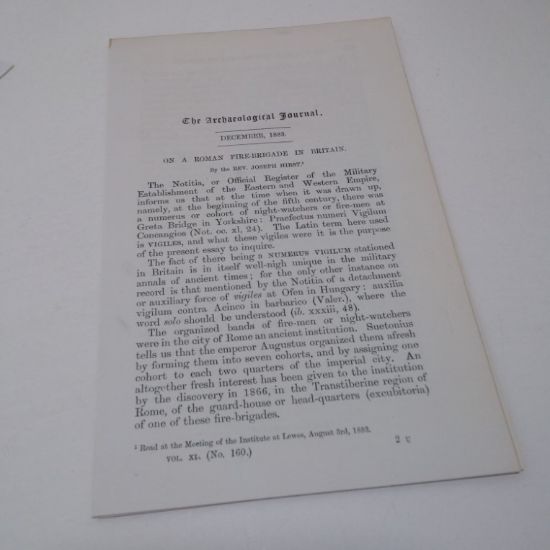 The Archaeological Journal.
DECEMBER, 1883.
ON A ROMAN FIRE-BRIGADE IN BRITAIN.
By the REV. JOSEPH HIRST.¹
The Notitia, or Official Register of the Military
Establishment of the Eastern and Western Empire,
informs us that at the time when it was drawn up,
namely, at the beginning of the fifth century, there was
a numerus or cohort of night-watchers or fire-men at
Greta Bridge in Yorkshire: Praefectus numeri Vigilum
Concangios (Not. oc. xl, 24). The Latin term here used
is VIGILES, and what these vigiles were it is the purpose
of the present essay to inquire.
The fact of there being a NUMERUS VIGILUM stationed
in Britain is in itself well-nigh unique in the military
annals of ancient times; for the only other instance on
record is that mentioned by the Notitia of a detachment
or auxiliary force of vigiles at Ofen in Hungary; auxilia
vigilum contra Acinco in barbarico (Valer.), where the
word solo should be understood (ib. xxxiii, 48).
The organized bands of fire-men or night-watchers
were in the city of Rome an ancient institution. Suetonius
tells us that the emperor Augustus organized them afresh
by forming them into seven cohorts, and by assigning one
cohort to each two quarters of the imperial city. An
altogether fresh interest has been given to the institution
by the discovery in 1866, in the Transtiberine region of
Rome, of the guard-house or head-quarters (excubitoria)
of one of these fire-brigades.
¹ Read at the Meeting of the Institute at Lewes, August 3rd, 1883.
VOL. XL. (No. 160.)
2 U